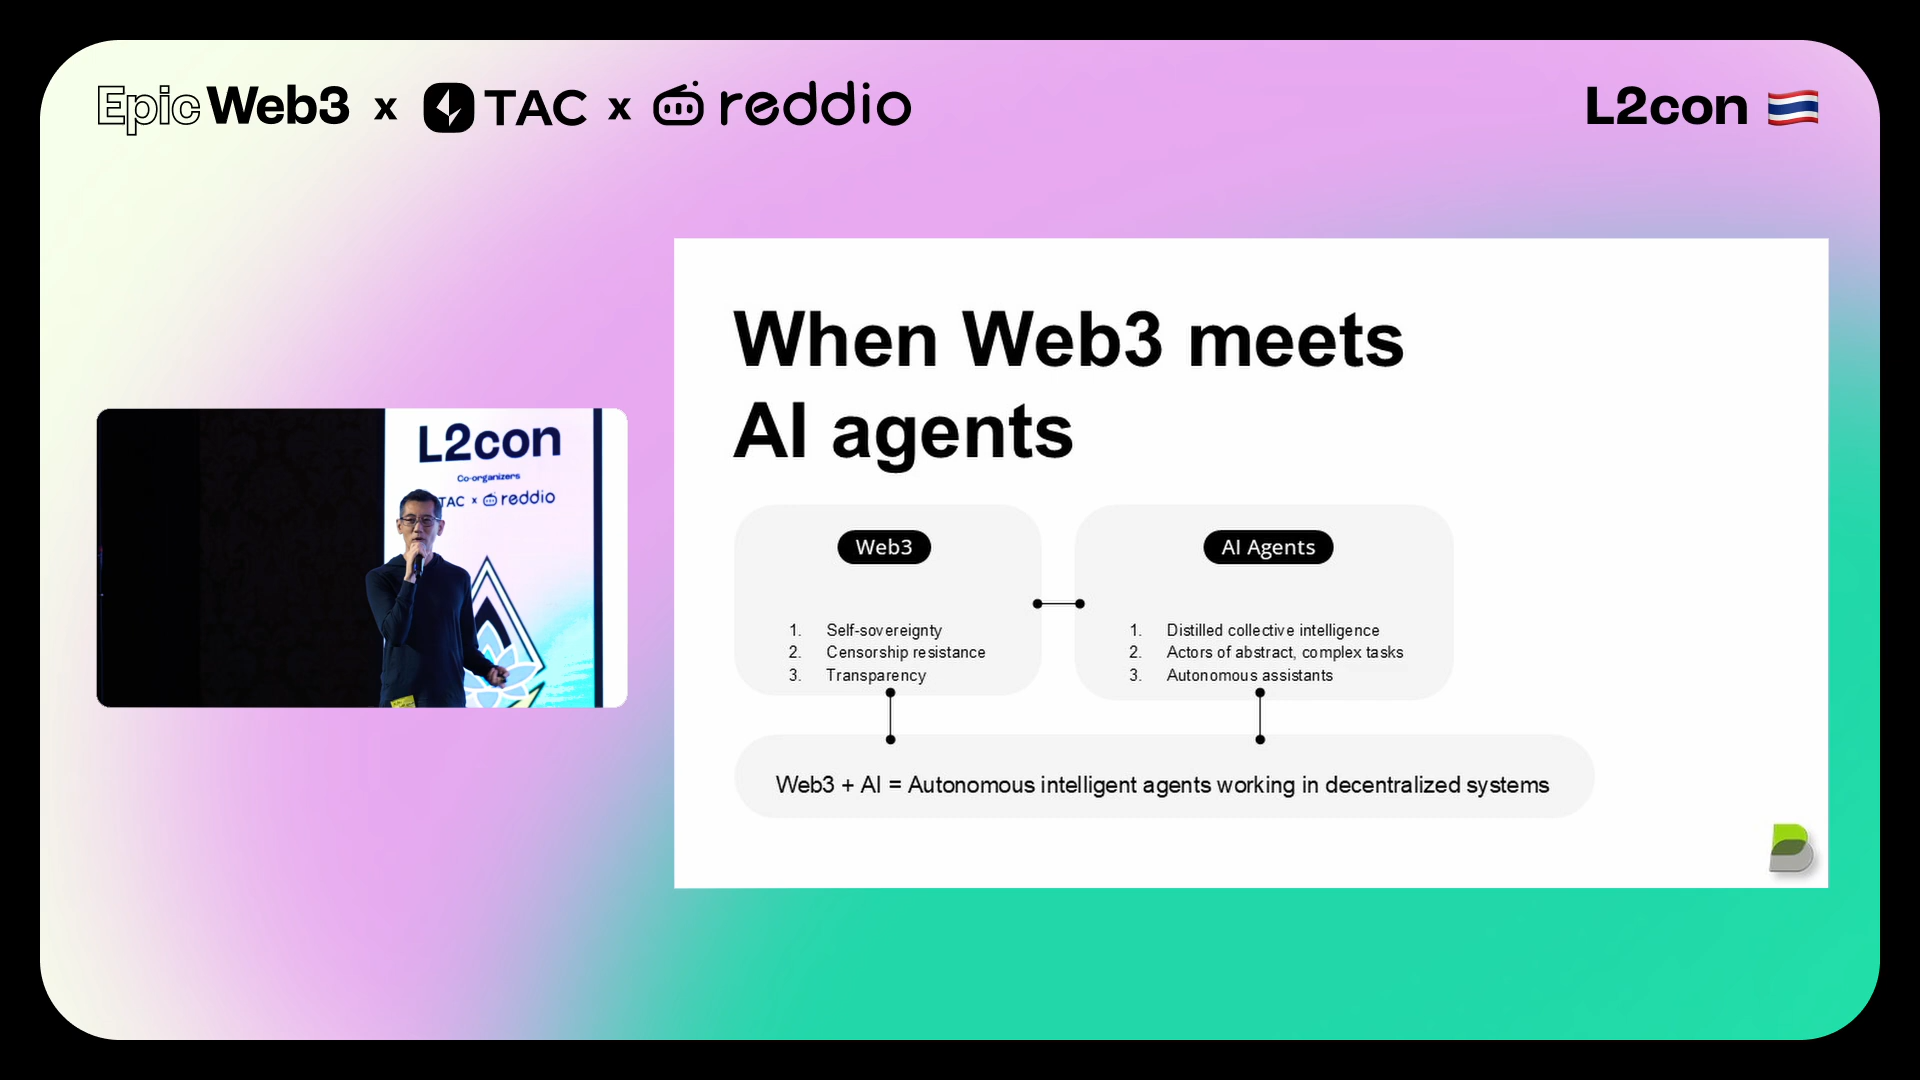 Epic Web3 x TAC x reddio
L2con
L2con
Co-organizers
TAC x reddio
When Web3 meets
AI agents
Web3
1. Self-sovereignty
2. Censorship resistance
3. Transparency
AI Agents
1. Distilled collective intelligence
2. Actors of abstract, complex tasks
3. Autonomous assistants
Web3 + AI = Autonomous intelligent agents working in decentralized systems